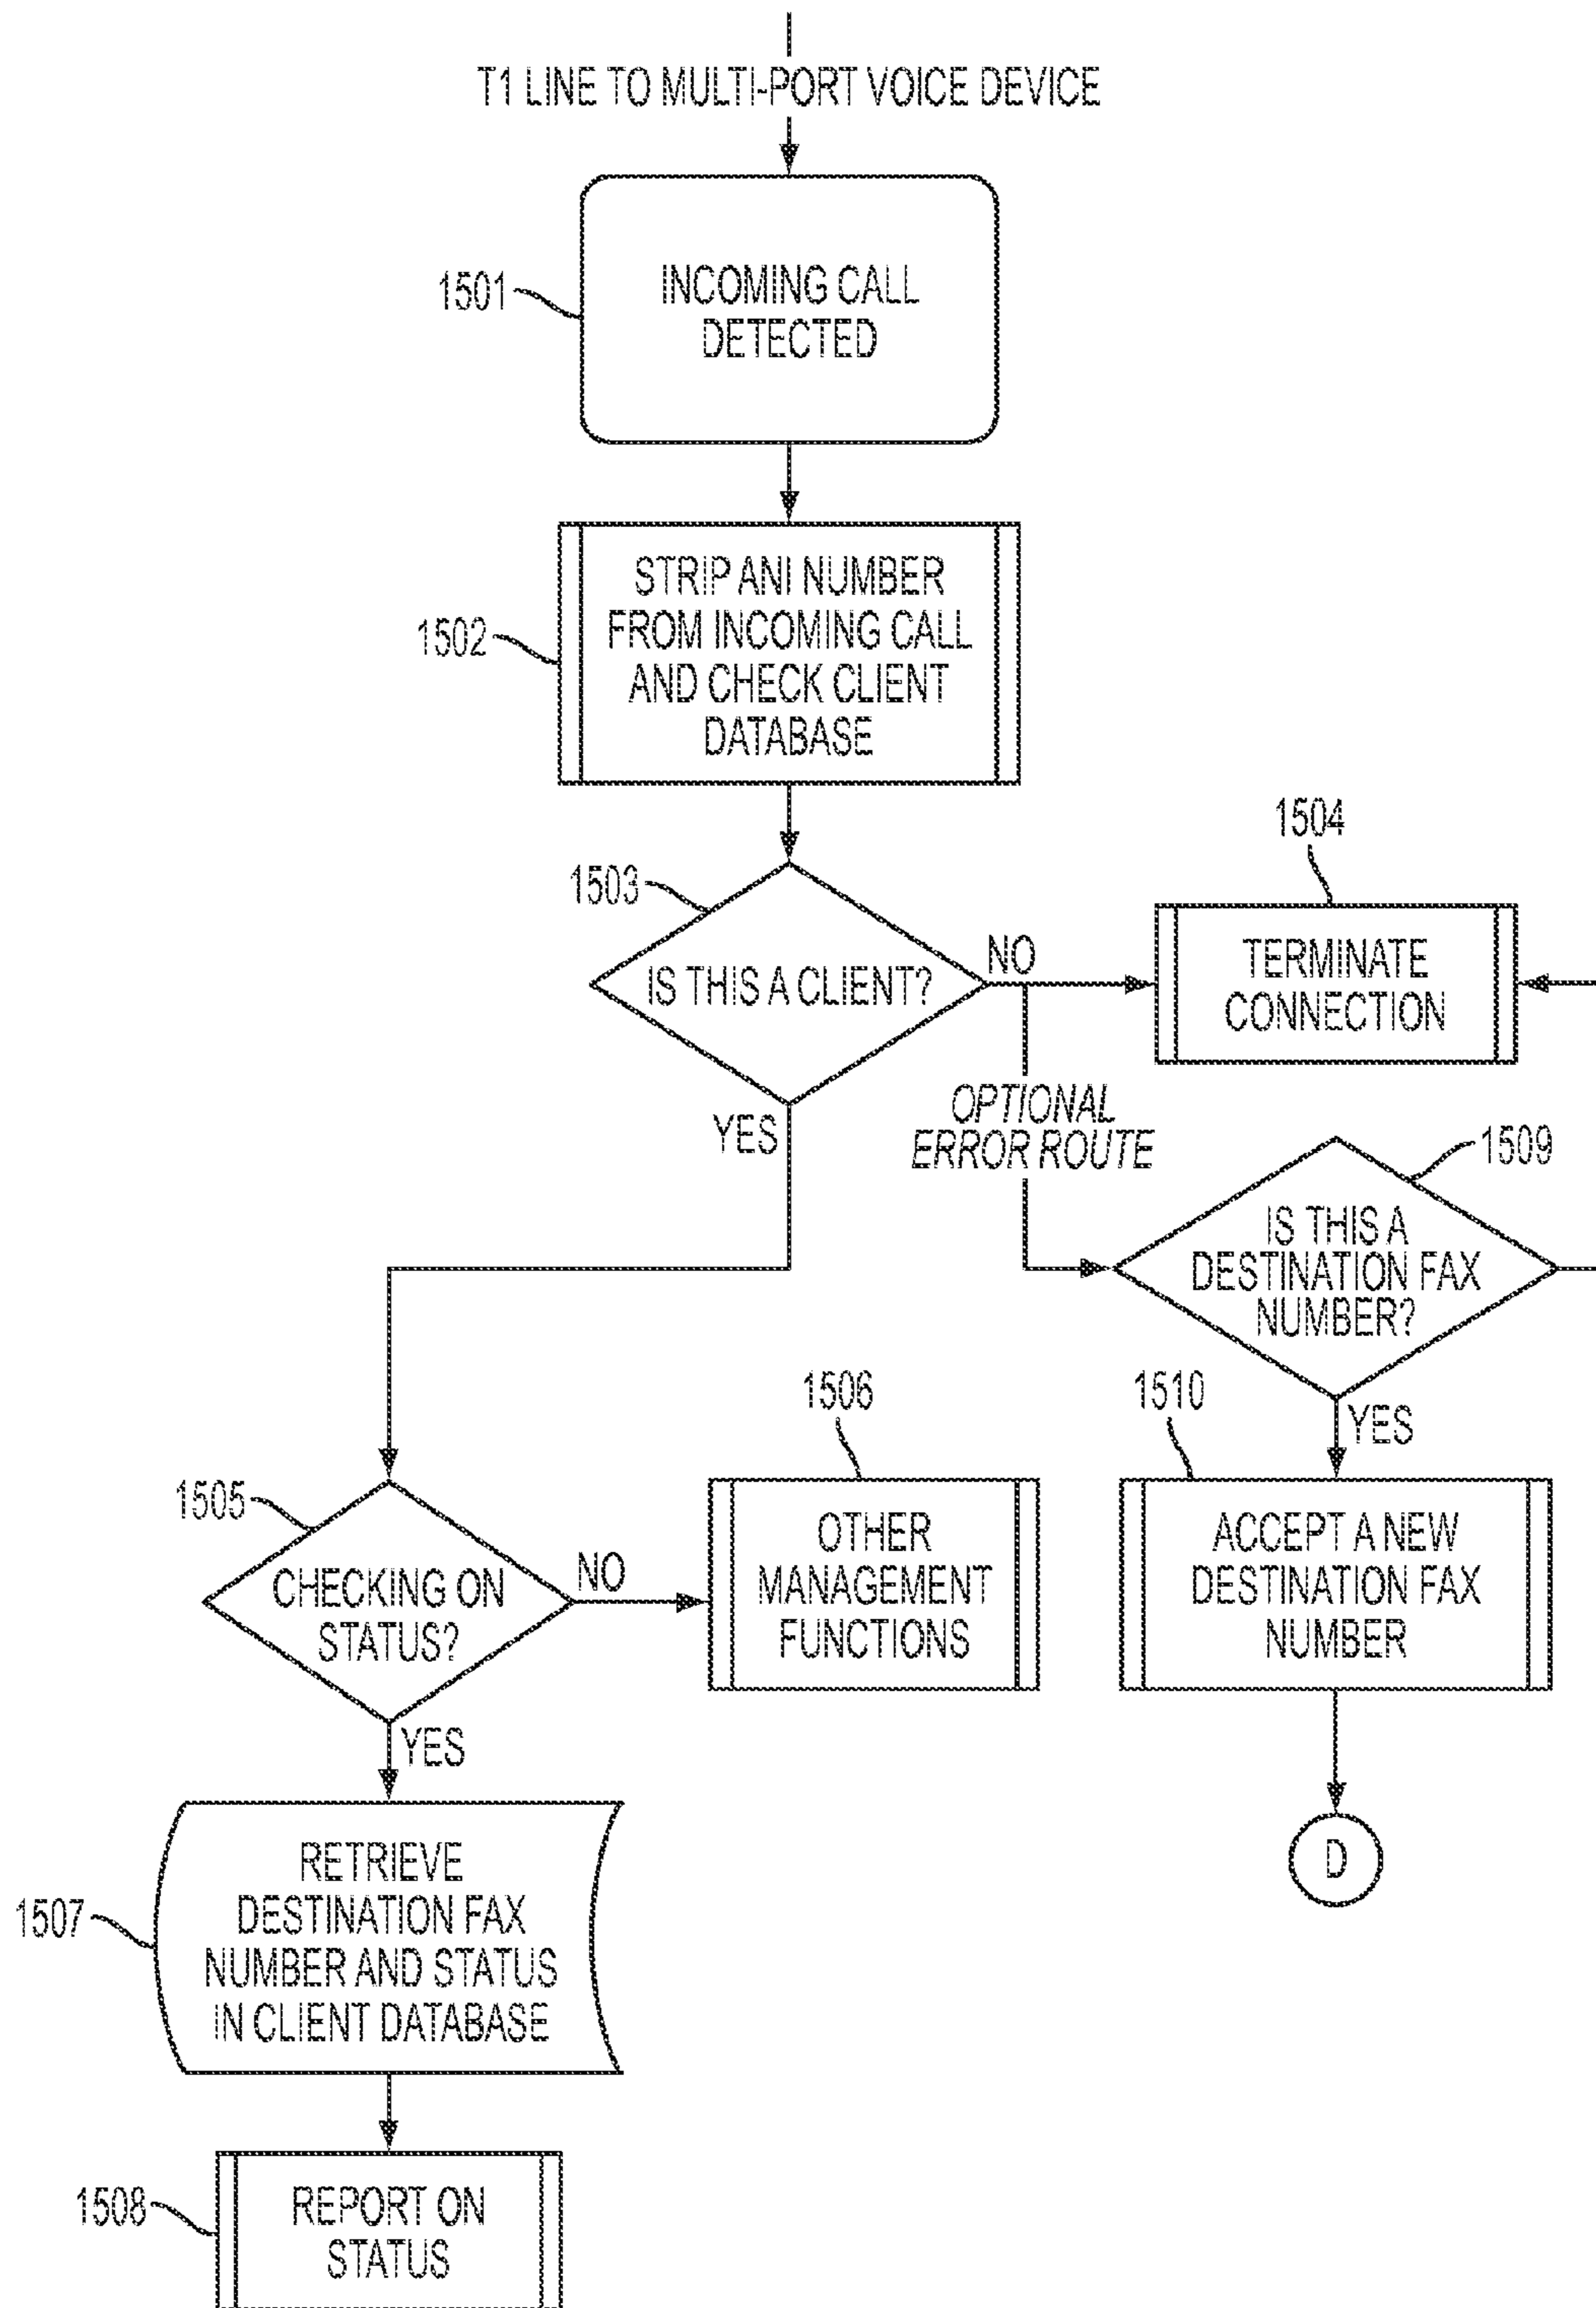 T1 LINE TO MULTI-PORT VOICE DEVICE
1501
INCOMING CALL
DETECTED
1502
STRIP ANI NUMBER
FROM INCOMING CALL
AND CHECK CLIENT
DATABASE
1503
IS THIS A CLIENT?
NO
1504
TERMINATE
CONNECTION
YES
OPTIONAL
ERROR ROUTE
1509
IS THIS A
DESTINATION FAX
NUMBER?
YES
1505
CHECKING ON
STATUS?
NO
1506
OTHER
MANAGEMENT
FUNCTIONS
1510
ACCEPT A NEW
DESTINATION FAX
NUMBER
D
YES
1507
RETRIEVE
DESTINATION FAX
NUMBER AND STATUS
IN CLIENT DATABASE
1508
REPORT ON
STATUS